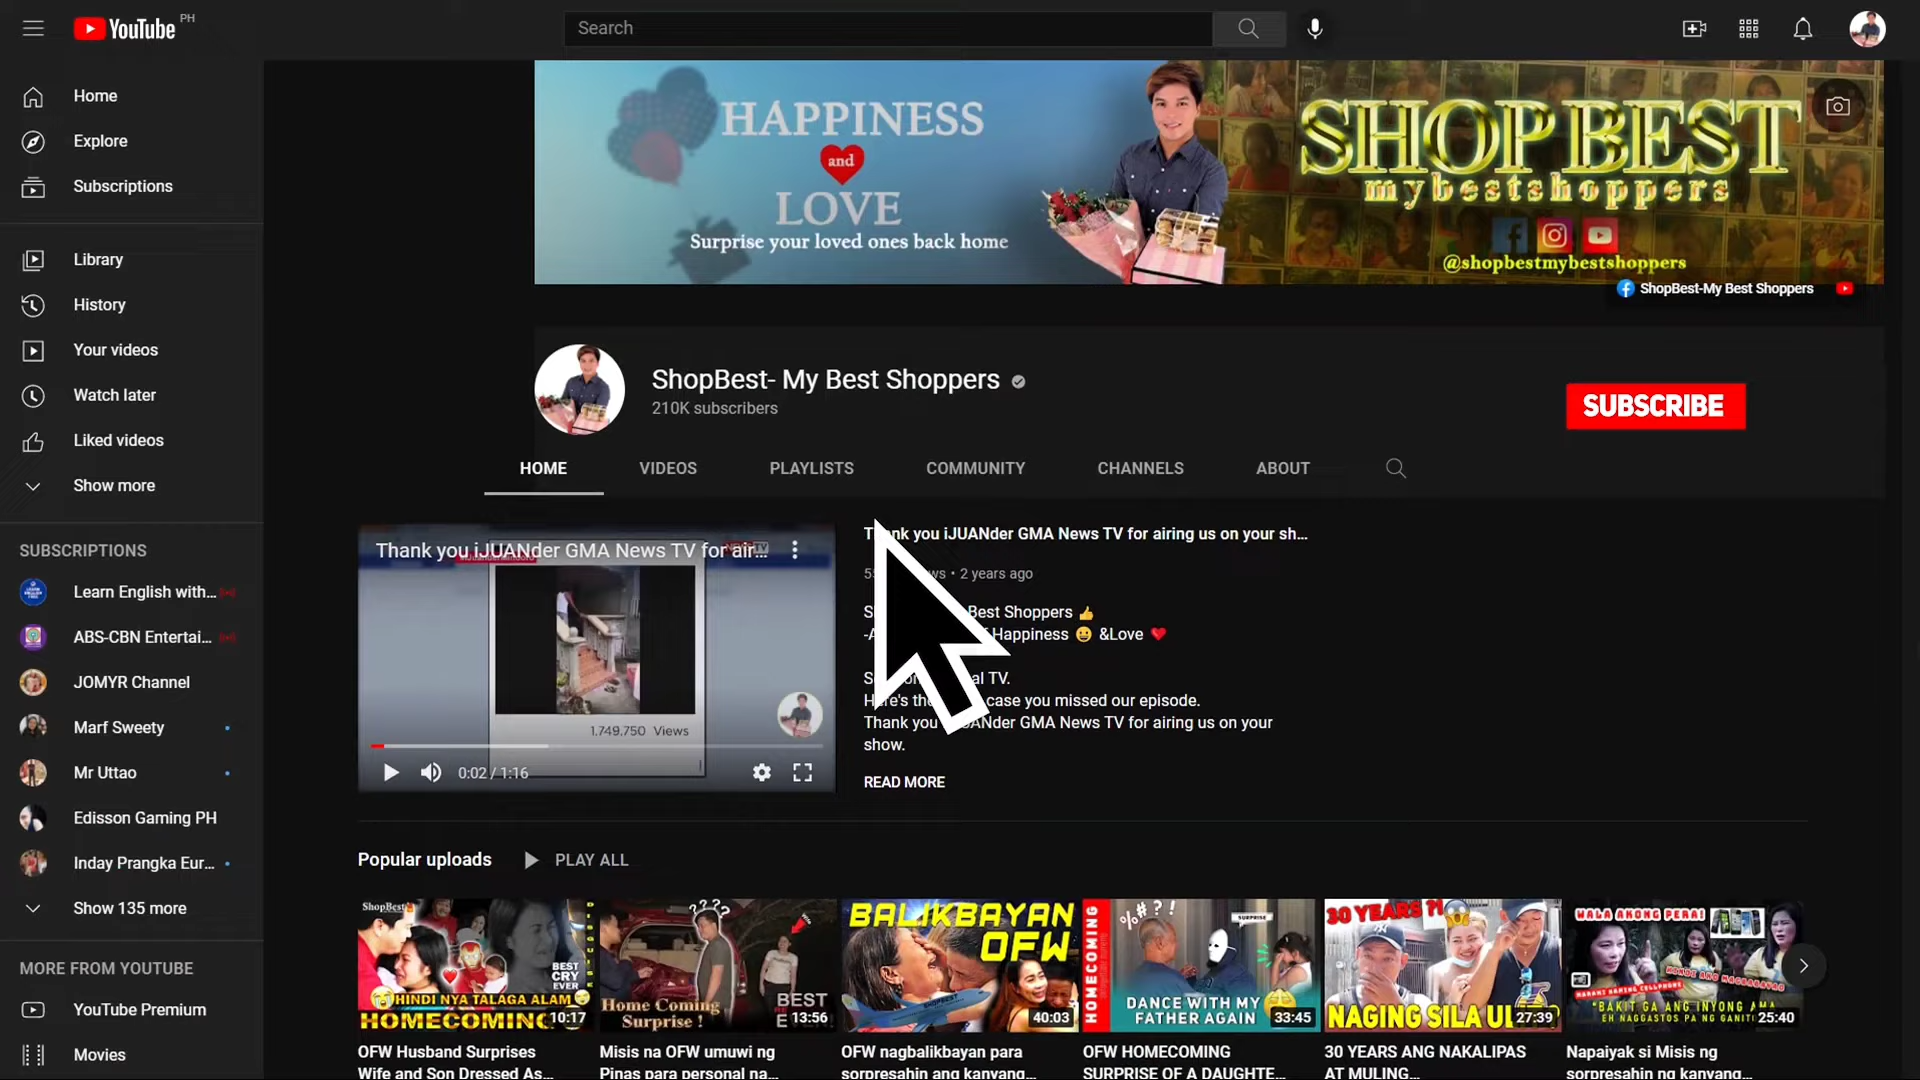 YouTube PH
Search
Home
Explore
Subscriptions
Library
History
Your videos
Watch later
Liked videos
Show more
SUBSCRIPTIONS
Learn English with...
ABS-CBN Entertai...
JOMYR Channel
Marf Sweety
Mr Uttao
Edisson Gaming PH
Inday Prangka Eur...
Show 135 more
MORE FROM YOUTUBE
YouTube Premium
Movies
HAPPINESS
and
LOVE
Surprise your loved ones back home
SHOPBEST
mybestshoppers
@shopbestmybestshoppers
ShopBest-My Best Shoppers
ShopBest- My Best Shoppers
210K subscribers
SUBSCRIBE
HOME VIDEOS PLAYLISTS COMMUNITY CHANNELS ABOUT
Thank you iJUANder GMA News TV for air...
1,749,750 Views
0:02 / 1:16
nk you iJUANder GMA News TV for airing us on your sh...
• 2 years ago
Best Shoppers 👍
Happiness 😀 &Love ❤️
TV.
case you missed our episode.
Thank you JUANder GMA News TV for airing us on your
show.
READ MORE
Popular uploads PLAY ALL
ShopBest
BEST
CRY
EVER
HINDI NYA TALAGA ALAM
HOMECOMING
10:17
OFW Husband Surprises
Wife and Son Dressed As...
????
Home Coming
Surprise !
BEST
13:56
Misis na OFW umuwi ng
Pinas para personal na...
BALIKBAYAN
OFW
40:03
OFW nagbalikbayan para
sorpresahin ang kanyang...
HOMECOMING
%#?!
SURPRISE
DANCE WITH MY
FATHER AGAIN
33:45
OFW HOMECOMING
SURPRISE OF A DAUGHTE...
30 YEARS ?!
NAGING SILA UL
27:39
30 YEARS ANG NAKALIPAS
AT MULING...
WALA AKONG PERA!
"BAKIT GA ANG INYONG AMA
EH NAGGASTOS PA NG GANITO
25:40
Napaiyak si Misis ng
sorpresahin ng kanyang...